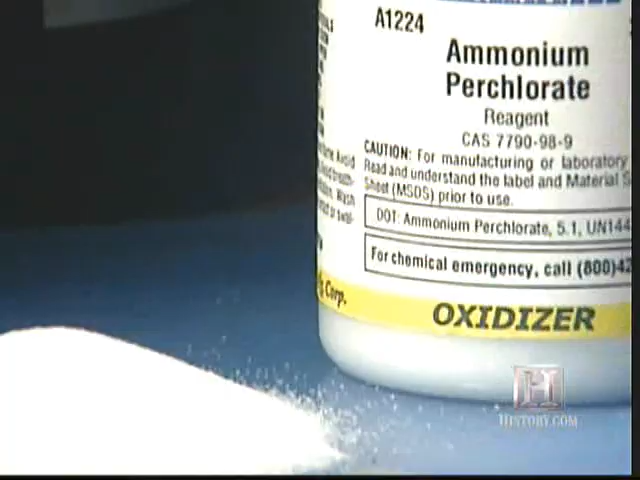 A1224
Ammonium
Perchlorate
Reagent
CAS 7790-98-9
CAUTION: For manufacturing or laboratory
Read and understand the label and Material S
Sheet (MSDS) prior to use.
DOT: Ammonium Perchlorate, 5.1, UN144
For chemical emergency, call (800)42
Corp.
OXIDIZER
H
HISTORY.COM